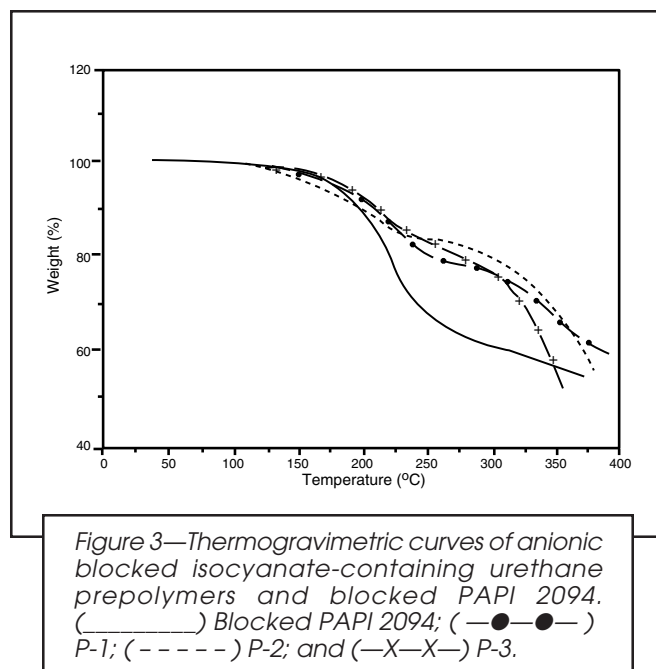 120
100
80
60
40
Weight (%)
0 50 100 150 200 250 300 350 400
Temperature (°C)
Figure 3—Thermogravimetric curves of anionic
blocked isocyanate-containing urethane
prepolymers and blocked PAPI 2094.
(__________) Blocked PAPI 2094; ( —●—●— )
P-1; ( - - - - - ) P-2; and (—X—X—) P-3.